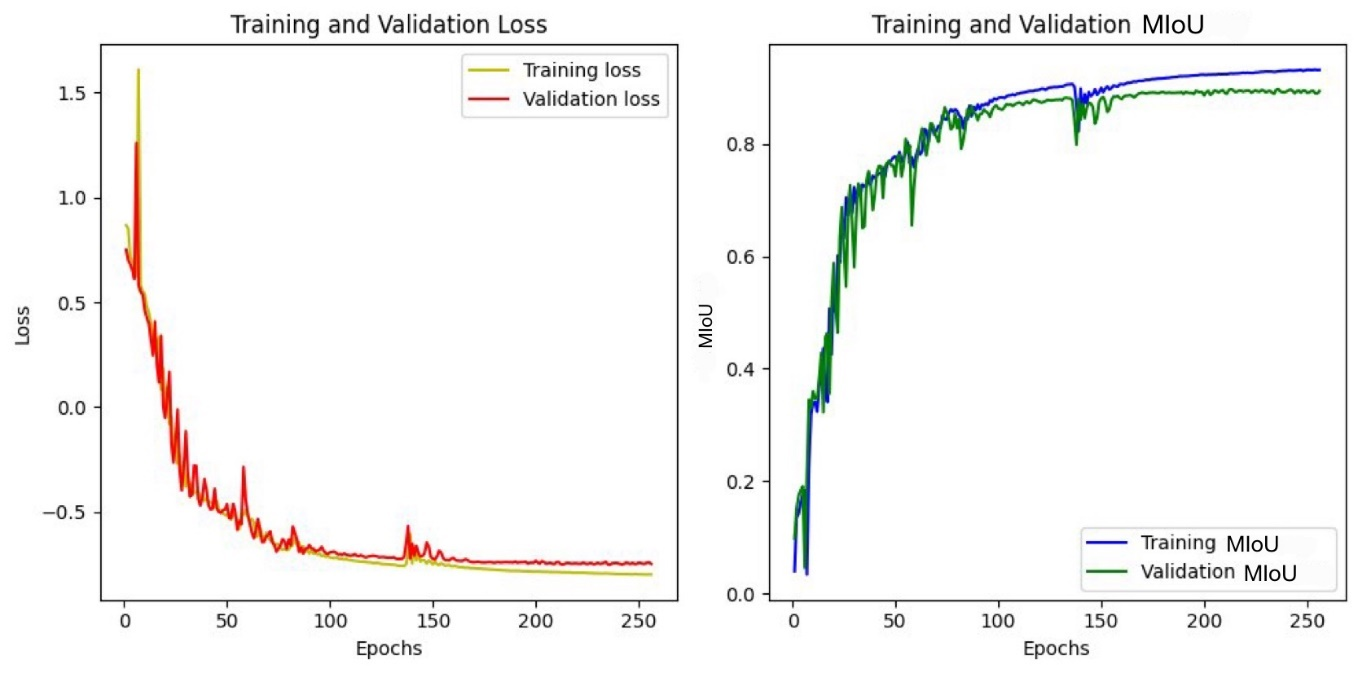 Training and Validation Loss
Training loss
Validation loss
1.5
1.0
0.5
0.0
−0.5
Loss
0
50
100
150
200
250
Epochs
Training and Validation MIoU
0.8
0.6
0.4
0.2
0.0
MIoU
Training MIoU
Validation MIoU
0
50
100
150
200
250
Epochs